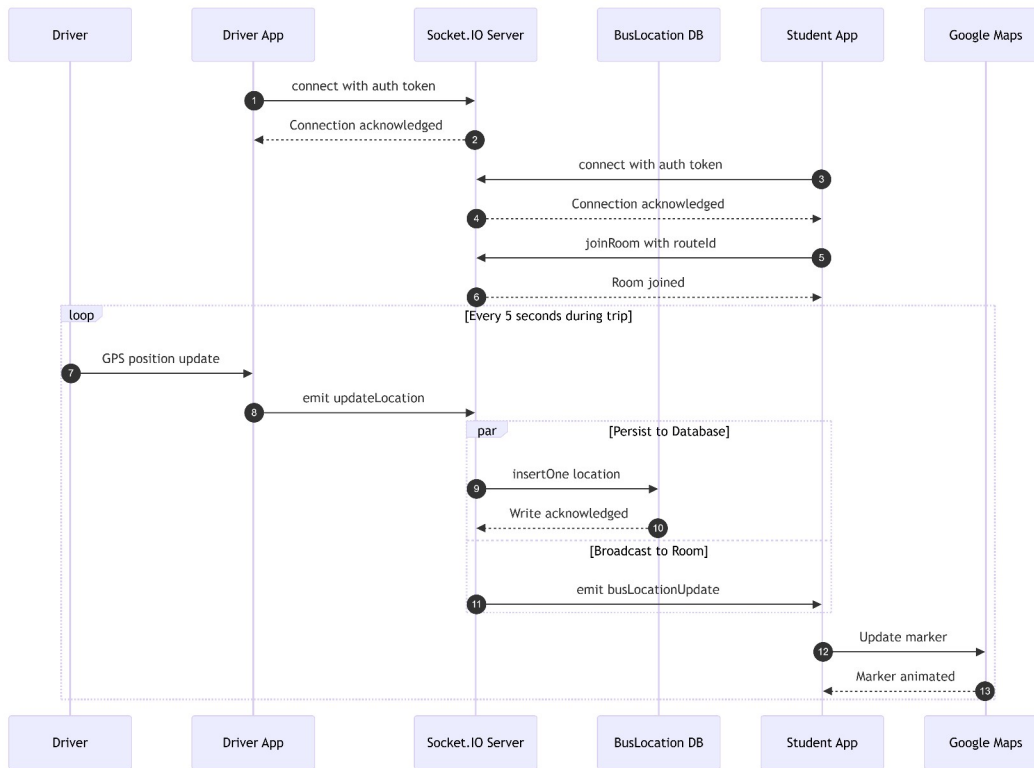 Driver
Driver App
Socket.IO Server
BusLocation DB
Student App
Google Maps
1 connect with auth token
Connection acknowledged 2
connect with auth token 3
4 Connection acknowledged
joinRoom with routeId 5
6 Room joined
loop [Every 5 seconds during trip]
7 GPS position update
8 emit updateLocation
par [Persist to Database]
9 insertOne location
Write acknowledged 10
[Broadcast to Room]
11 emit busLocationUpdate
12 Update marker
Marker animated 13
Driver
Driver App
Socket.IO Server
BusLocation DB
Student App
Google Maps